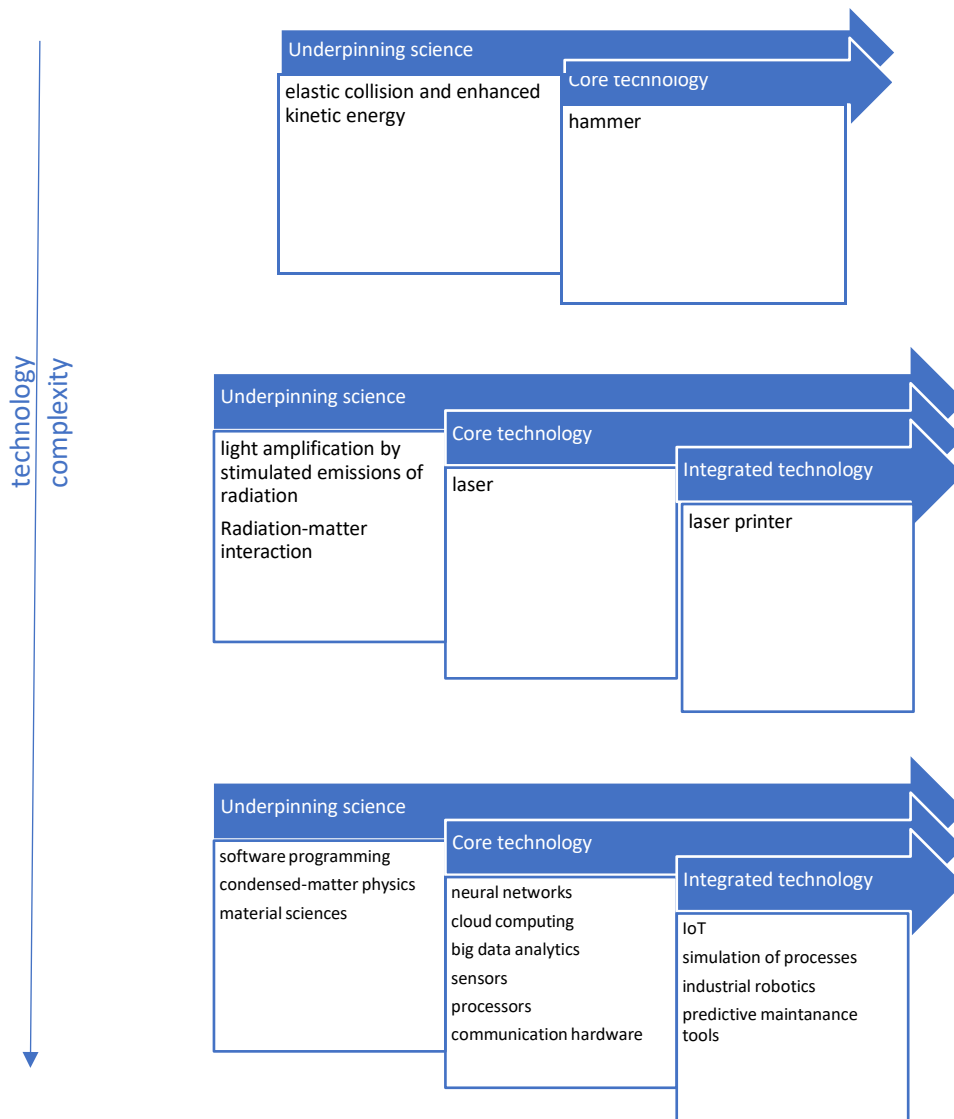 Underpinning science
Core technology
elastic collision and enhanced
kinetic energy
hammer
technology
complexity
Underpinning science
Core technology
Integrated technology
light amplification by
stimulated emissions of
radiation
Radiation-matter
interaction
laser
laser printer
Underpinning science
Core technology
Integrated technology
software programming
condensed-matter physics
material sciences
neural networks
cloud computing
big data analytics
sensors
processors
communication hardware
IoT
simulation of processes
industrial robotics
predictive maintanance
tools